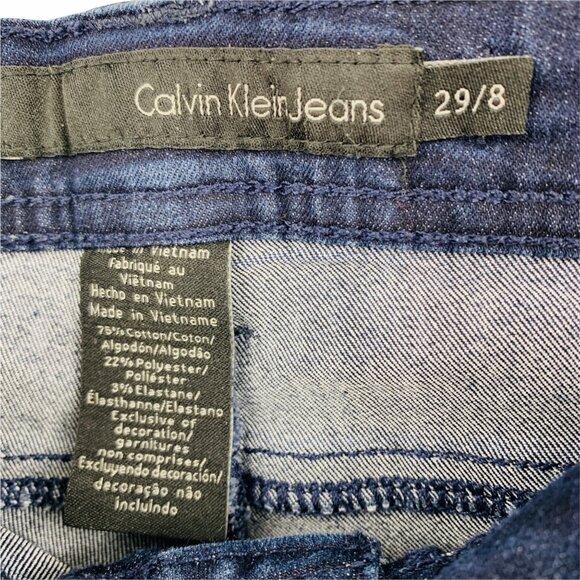 Calvin Klein Jeans
29/8
Made in Vietnam
Fabriqué au
Viêtnam
Hecho en Vietnam
Made in Vietname
75% Cotton/Coton/
Algodón/Algodão
22% Polyester/
Poliéster
3% Elastane/
Élasthanne/Elastano
Exclusive of
decoration/
garnitures
non comprises/
Excluyendo decoración/
decoração não
incluindo